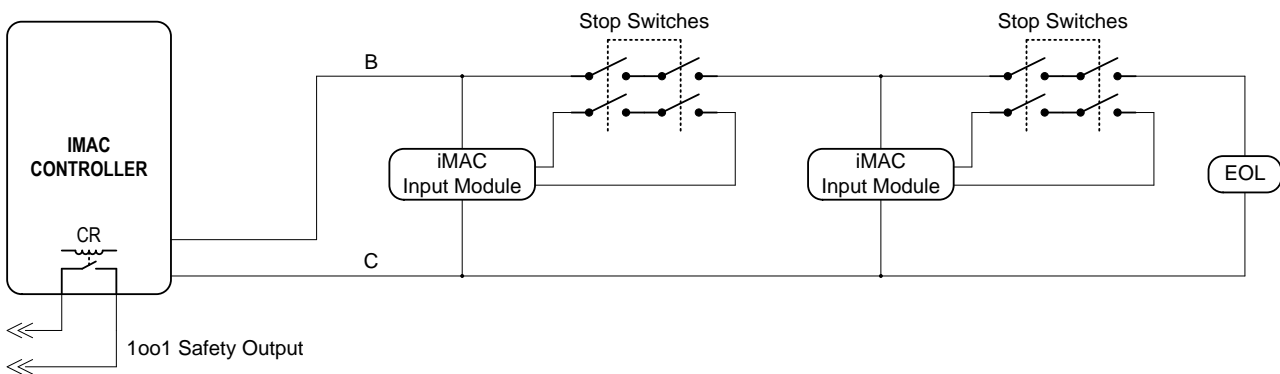 Stop Switches
Stop Switches
B
IMAC
CONTROLLER
iMAC
Input Module
iMAC
Input Module
EOL
CR
C
1oo1 Safety Output